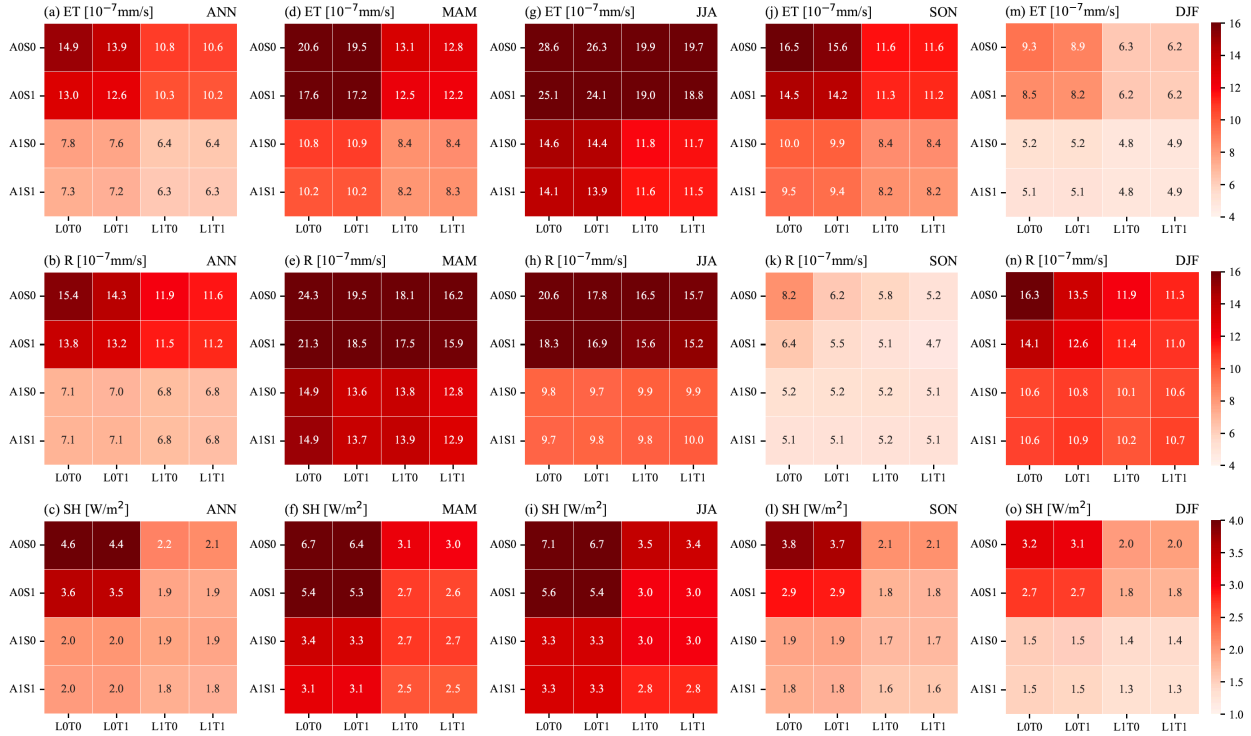 (a) ET [10⁻⁷mm/s] ANN
A0S0 14.9 13.9 10.8 10.6
A0S1 13.0 12.6 10.3 10.2
A1S0 7.8 7.6 6.4 6.4
A1S1 7.3 7.2 6.3 6.3
L0T0 L0T1 L1T0 L1T1
(d) ET [10⁻⁷mm/s] MAM
A0S0 20.6 19.5 13.1 12.8
A0S1 17.6 17.2 12.5 12.2
A1S0 10.8 10.9 8.4 8.4
A1S1 10.2 10.2 8.2 8.3
L0T0 L0T1 L1T0 L1T1
(g) ET [10⁻⁷mm/s] JJA
A0S0 28.6 26.3 19.9 19.7
A0S1 25.1 24.1 19.0 18.8
A1S0 14.6 14.4 11.8 11.7
A1S1 14.1 13.9 11.6 11.5
L0T0 L0T1 L1T0 L1T1
(j) ET [10⁻⁷mm/s] SON
A0S0 16.5 15.6 11.6 11.6
A0S1 14.5 14.2 11.3 11.2
A1S0 10.0 9.9 8.4 8.4
A1S1 9.5 9.4 8.2 8.2
L0T0 L0T1 L1T0 L1T1
(m) ET [10⁻⁷mm/s] DJF
A0S0 9.3 8.9 6.3 6.2
A0S1 8.5 8.2 6.2 6.2
A1S0 5.2 5.2 4.8 4.9
A1S1 5.1 5.1 4.8 4.9
L0T0 L0T1 L1T0 L1T1
(b) R [10⁻⁷mm/s] ANN
A0S0 15.4 14.3 11.9 11.6
A0S1 13.8 13.2 11.5 11.2
A1S0 7.1 7.0 6.8 6.8
A1S1 7.1 7.1 6.8 6.8
L0T0 L0T1 L1T0 L1T1
(e) R [10⁻⁷mm/s] MAM
A0S0 24.3 19.5 18.1 16.2
A0S1 21.3 18.5 17.5 15.9
A1S0 14.9 13.6 13.8 12.8
A1S1 14.9 13.7 13.9 12.9
L0T0 L0T1 L1T0 L1T1
(h) R [10⁻⁷mm/s] JJA
A0S0 20.6 17.8 16.5 15.7
A0S1 18.3 16.9 15.6 15.2
A1S0 9.8 9.7 9.9 9.9
A1S1 9.7 9.8 9.8 10.0
L0T0 L0T1 L1T0 L1T1
(k) R [10⁻⁷mm/s] SON
A0S0 8.2 6.2 5.8 5.2
A0S1 6.4 5.5 5.1 4.7
A1S0 5.2 5.2 5.2 5.1
A1S1 5.1 5.1 5.2 5.1
L0T0 L0T1 L1T0 L1T1
(n) R [10⁻⁷mm/s] DJF
A0S0 16.3 13.5 11.9 11.3
A0S1 14.1 12.6 11.4 11.0
A1S0 10.6 10.8 10.1 10.6
A1S1 10.6 10.9 10.2 10.7
L0T0 L0T1 L1T0 L1T1
(c) SH [W/m²] ANN
A0S0 4.6 4.4 2.2 2.1
A0S1 3.6 3.5 1.9 1.9
A1S0 2.0 2.0 1.9 1.9
A1S1 2.0 2.0 1.8 1.8
L0T0 L0T1 L1T0 L1T1
(f) SH [W/m²] MAM
A0S0 6.7 6.4 3.1 3.0
A0S1 5.4 5.3 2.7 2.6
A1S0 3.4 3.3 2.7 2.7
A1S1 3.1 3.1 2.5 2.5
L0T0 L0T1 L1T0 L1T1
(i) SH [W/m²] JJA
A0S0 7.1 6.7 3.5 3.4
A0S1 5.6 5.4 3.0 3.0
A1S0 3.3 3.3 3.0 3.0
A1S1 3.3 3.3 2.8 2.8
L0T0 L0T1 L1T0 L1T1
(l) SH [W/m²] SON
A0S0 3.8 3.7 2.1 2.1
A0S1 2.9 2.9 1.8 1.8
A1S0 1.9 1.9 1.7 1.7
A1S1 1.8 1.8 1.6 1.6
L0T0 L0T1 L1T0 L1T1
(o) SH [W/m²] DJF
A0S0 3.2 3.1 2.0 2.0
A0S1 2.7 2.7 1.8 1.8
A1S0 1.5 1.5 1.4 1.4
A1S1 1.5 1.5 1.3 1.3
L0T0 L0T1 L1T0 L1T1
16
14
12
10
8
6
4
16
14
12
10
8
6
4
4.0
3.5
3.0
2.5
2.0
1.5
1.0